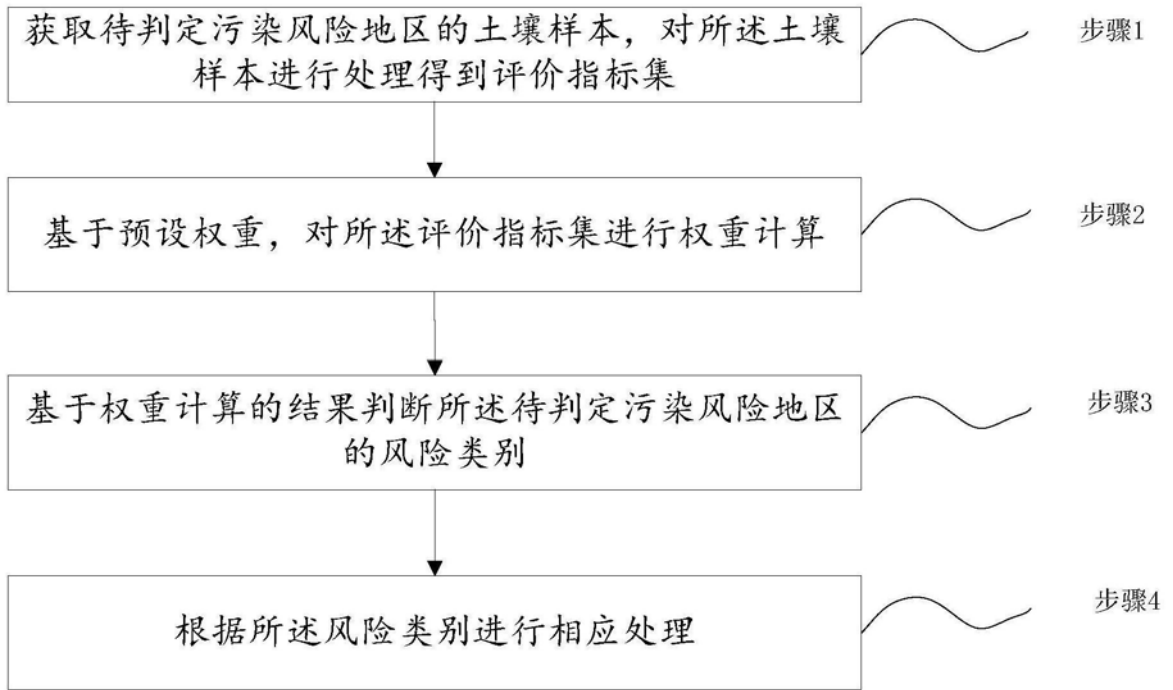 获取待判定污染风险地区的土壤样本，对所述土壤
样本进行处理得到评价指标集
步骤1
基于预设权重，对所述评价指标集进行权重计算
步骤2
基于权重计算的结果判断所述待判定污染风险地区
的风险类别
步骤3
根据所述风险类别进行相应处理
步骤4